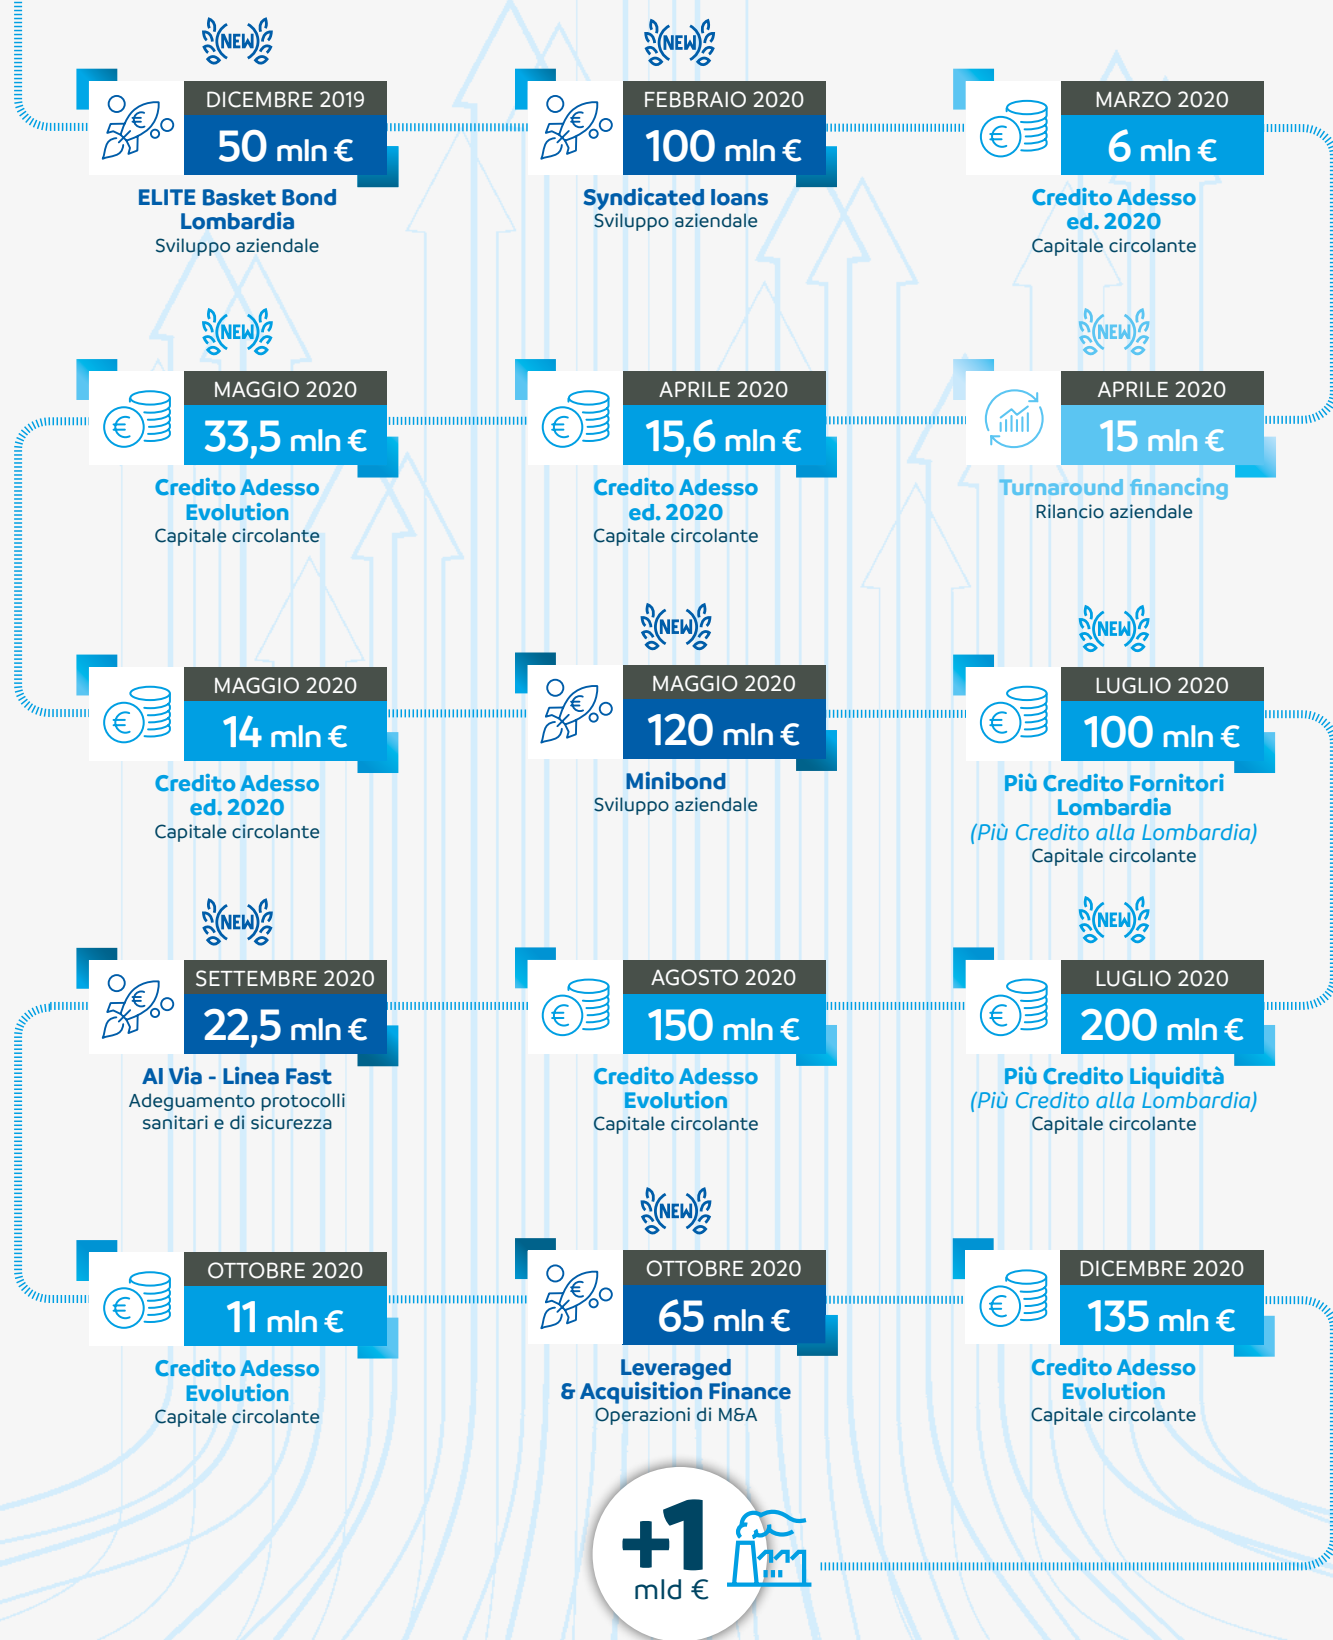 NEW
DICEMBRE 2019
50 mln €
ELITE Basket Bond
Lombardia
Sviluppo aziendale
NEW
FEBBRAIO 2020
100 mln €
Syndicated loans
Sviluppo aziendale
MARZO 2020
6 mln €
Credito Adesso
ed. 2020
Capitale circolante
NEW
APRILE 2020
15 mln €
Turnaround financing
Rilancio aziendale
APRILE 2020
15,6 mln €
Credito Adesso
ed. 2020
Capitale circolante
NEW
MAGGIO 2020
33,5 mln €
Credito Adesso
Evolution
Capitale circolante
MAGGIO 2020
14 mln €
Credito Adesso
ed. 2020
Capitale circolante
NEW
MAGGIO 2020
120 mln €
Minibond
Sviluppo aziendale
NEW
LUGLIO 2020
100 mln €
Più Credito Fornitori
Lombardia
(Più Credito alla Lombardia)
Capitale circolante
NEW
LUGLIO 2020
200 mln €
Più Credito Liquidità
(Più Credito alla Lombardia)
Capitale circolante
AGOSTO 2020
150 mln €
Credito Adesso
Evolution
Capitale circolante
NEW
SETTEMBRE 2020
22,5 mln €
Al Via - Linea Fast
Adeguamento protocolli
sanitari e di sicurezza
OTTOBRE 2020
11 mln €
Credito Adesso
Evolution
Capitale circolante
NEW
OTTOBRE 2020
65 mln €
Leveraged
& Acquisition Finance
Operazioni di M&A
DICEMBRE 2020
135 mln €
Credito Adesso
Evolution
Capitale circolante
+1
mld €